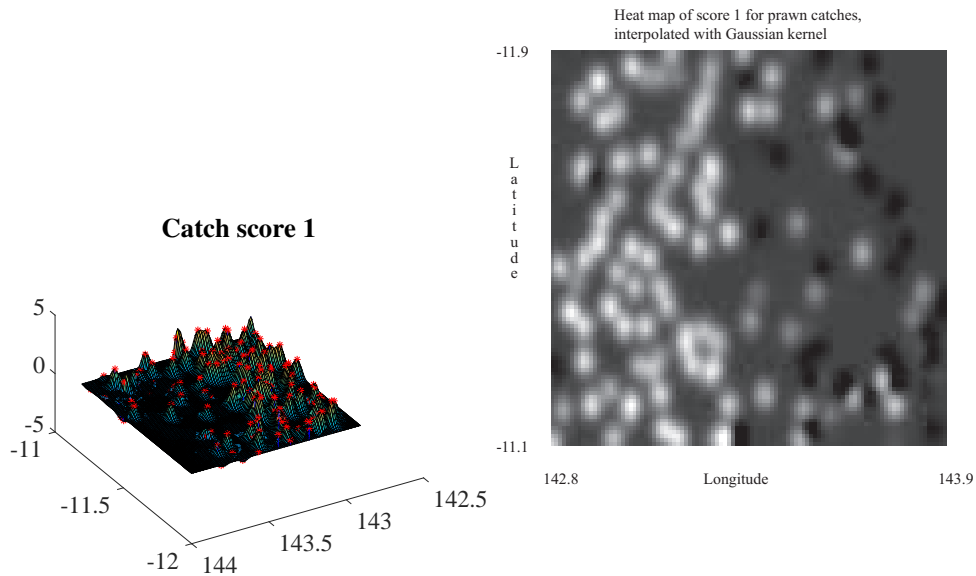 Catch score 1
5
0
-5
-11
-11.5
-12
144
143.5
143
142.5
Heat map of score 1 for prawn catches,
interpolated with Gaussian kernel
-11.9
L
a
t
i
t
u
d
e
-11.1
142.8
Longitude
143.9